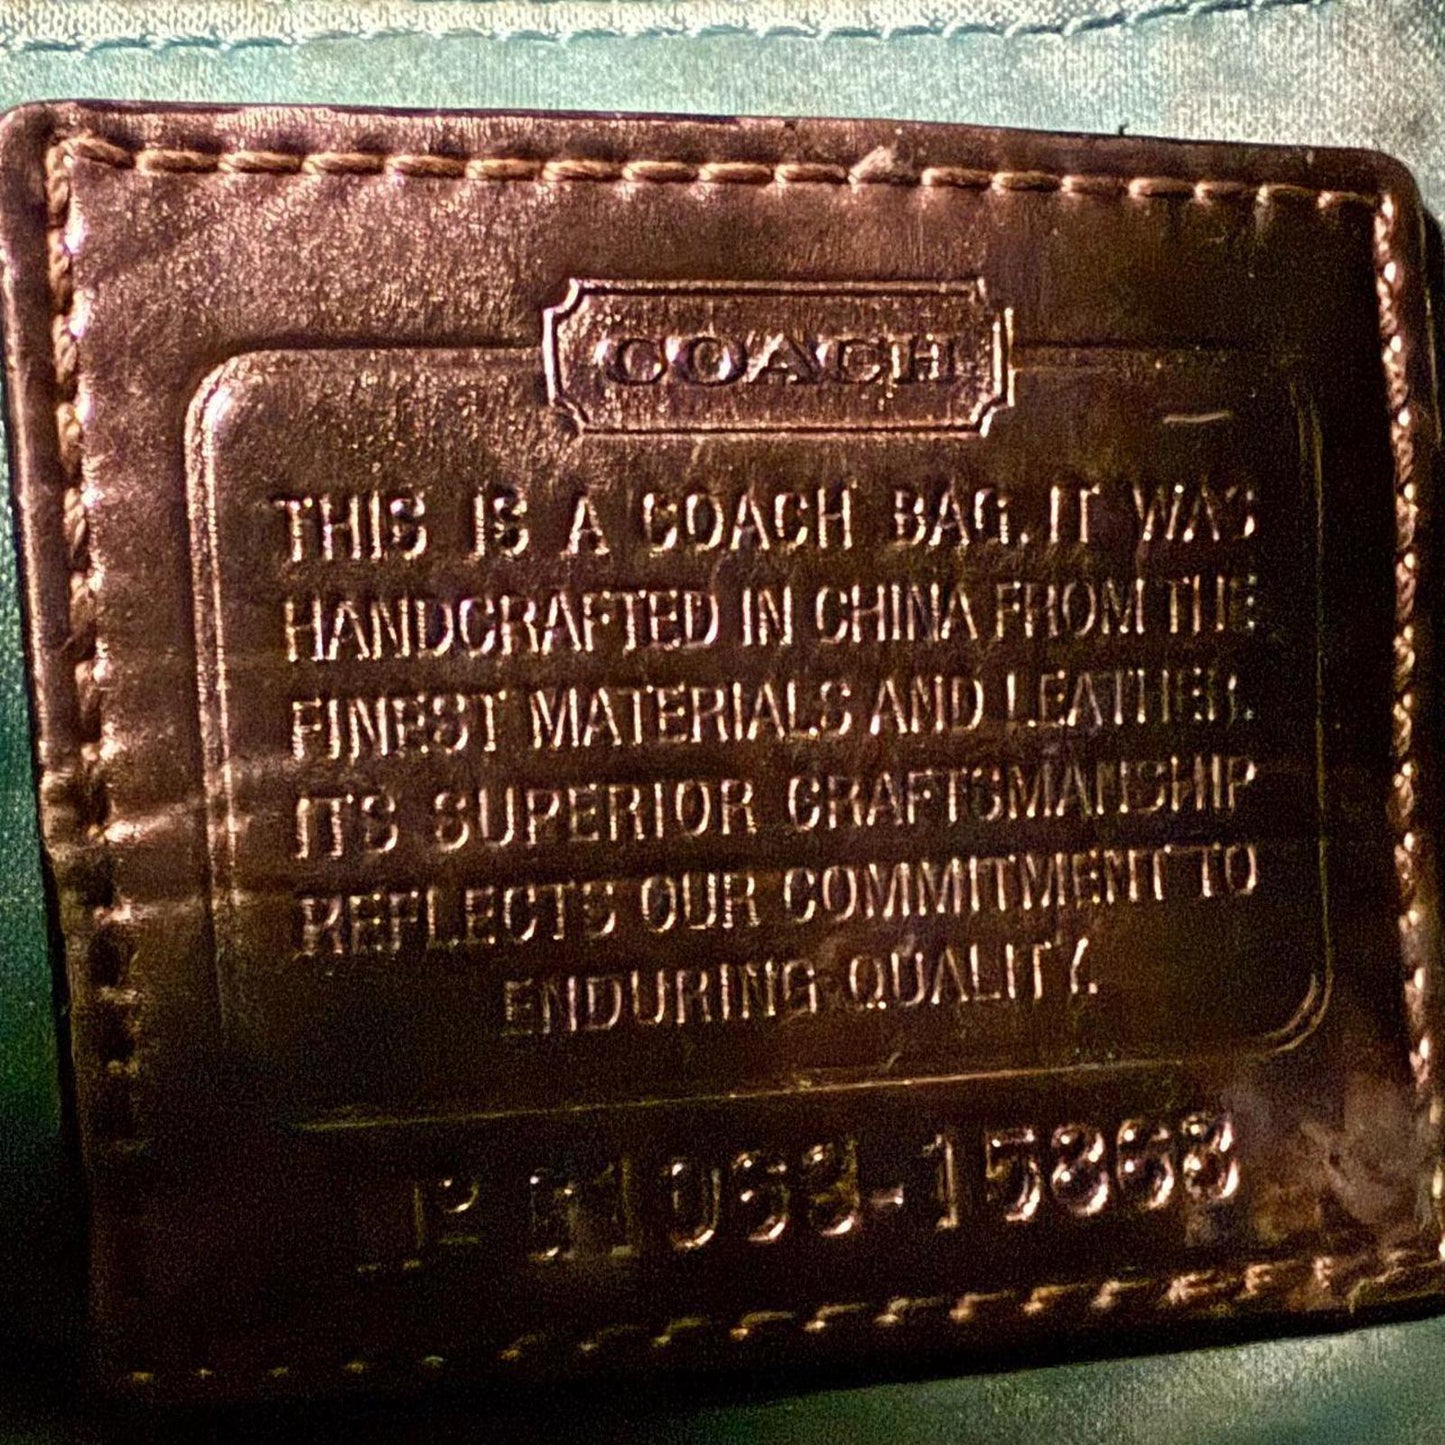 COACH
THIS IS A COACH BAG. IT WAS
HANDCRAFTED IN CHINA FROM THE
FINEST MATERIALS AND LEATHER.
ITS SUPERIOR CRAFTSMANSHIP
REFLECTS OUR COMMITMENT TO
ENDURING QUALITY.